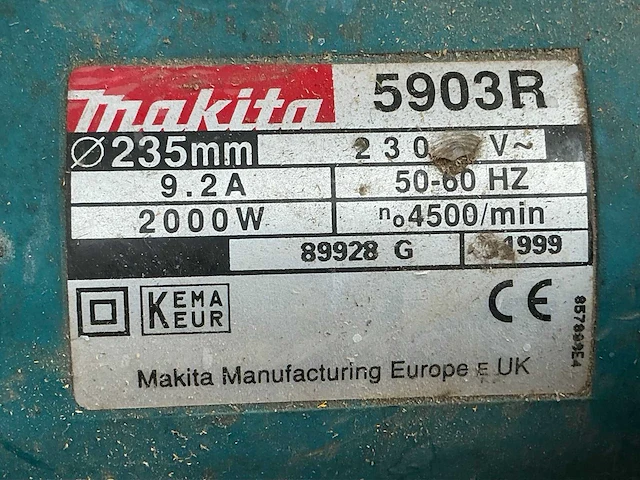 makita 5903R
⌀235mm 230 V~
9.2A 50-60 HZ
2000W n₀4500/min
89928 G 1999
KEMA
KEUR
CE
Makita Manufacturing Europe E UK